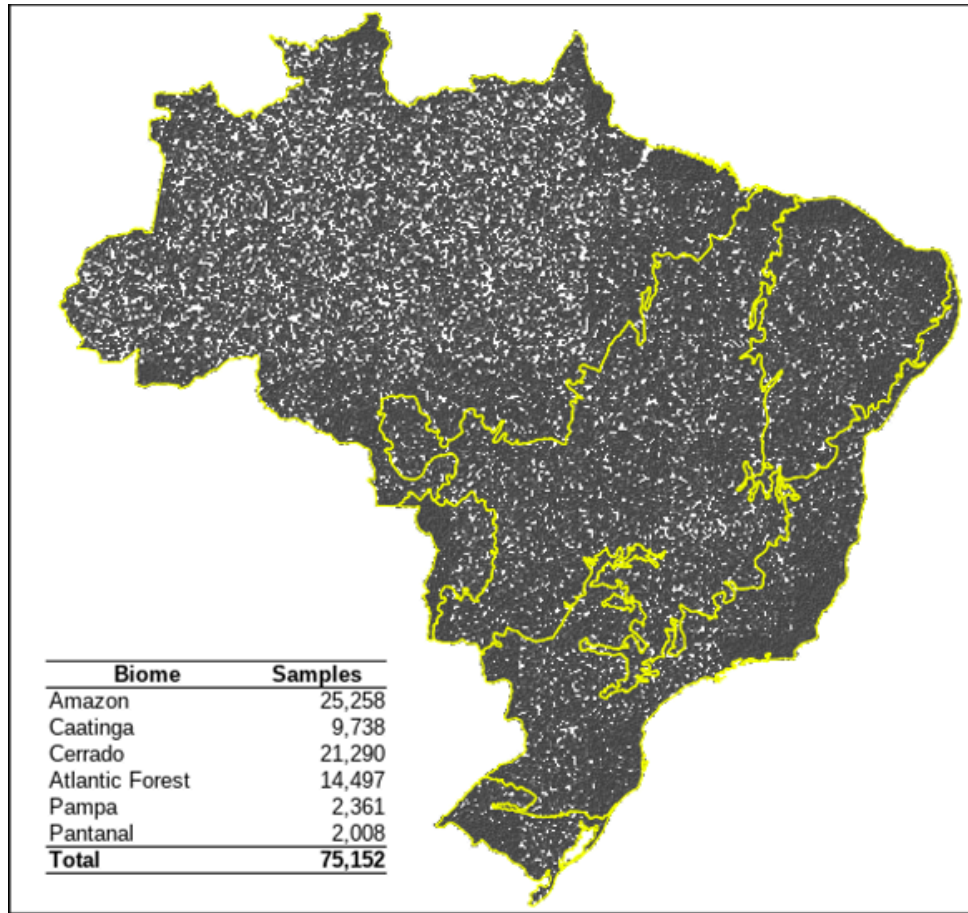 Biome Samples
Amazon 25,258
Caatinga 9,738
Cerrado 21,290
Atlantic Forest 14,497
Pampa 2,361
Pantanal 2,008
Total 75,152